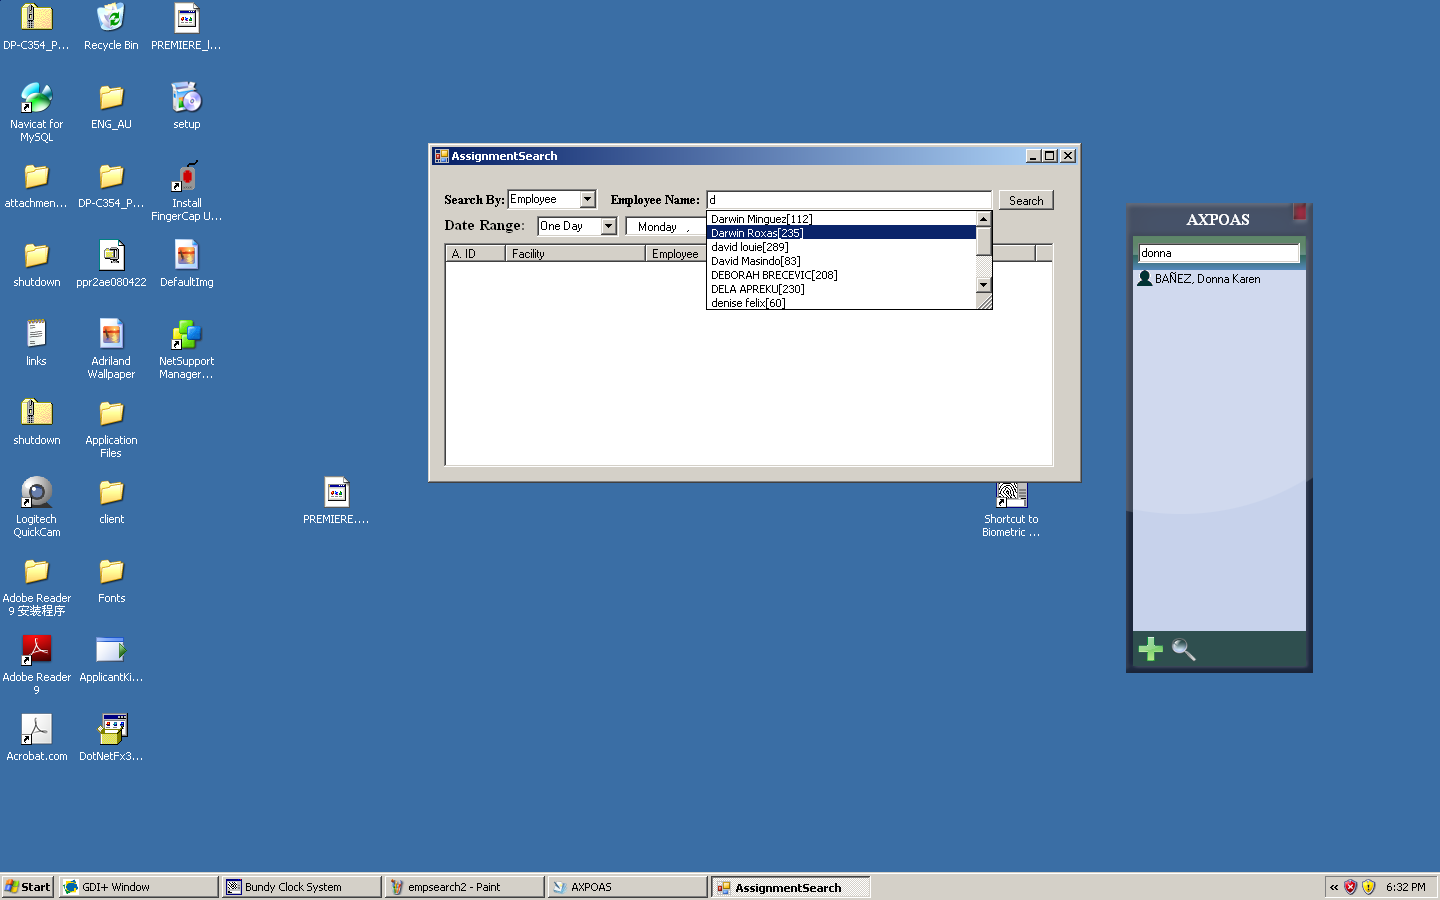 DP-C354_P...
Recycle Bin
PREMIERE_l...
Navicat for
MySQL
ENG_AU
setup
attachmen...
DP-C354_P...
Install
FingerCap U...
shutdown
ppr2ae080422
DefaultImg
links
Adriland
Wallpaper
NetSupport
Manager...
shutdown
Application
Files
Logitech
QuickCam
client
PREMIERE....
Adobe Reader
9 安装程序
Fonts
Adobe Reader
9
ApplicantKi...
Acrobat.com
DotNetFx3...
AssignmentSearch
Search By:
Employee
Employee Name:
d
Search
Date Range:
One Day
Monday ,
Darwin Minguez[112]
Darwin Roxas[235]
david louie[289]
David Masindo[83]
DEBORAH BRECEVIC[208]
DELA APREKU[230]
denise felix[60]
A. ID
Facility
Employee
Shortcut to
Biometric ...
AXPOAS
donna
BAÑEZ, Donna Karen
Start
GDI+ Window
Bundy Clock System
empsearch2 - Paint
AXPOAS
AssignmentSearch
«
6:32 PM